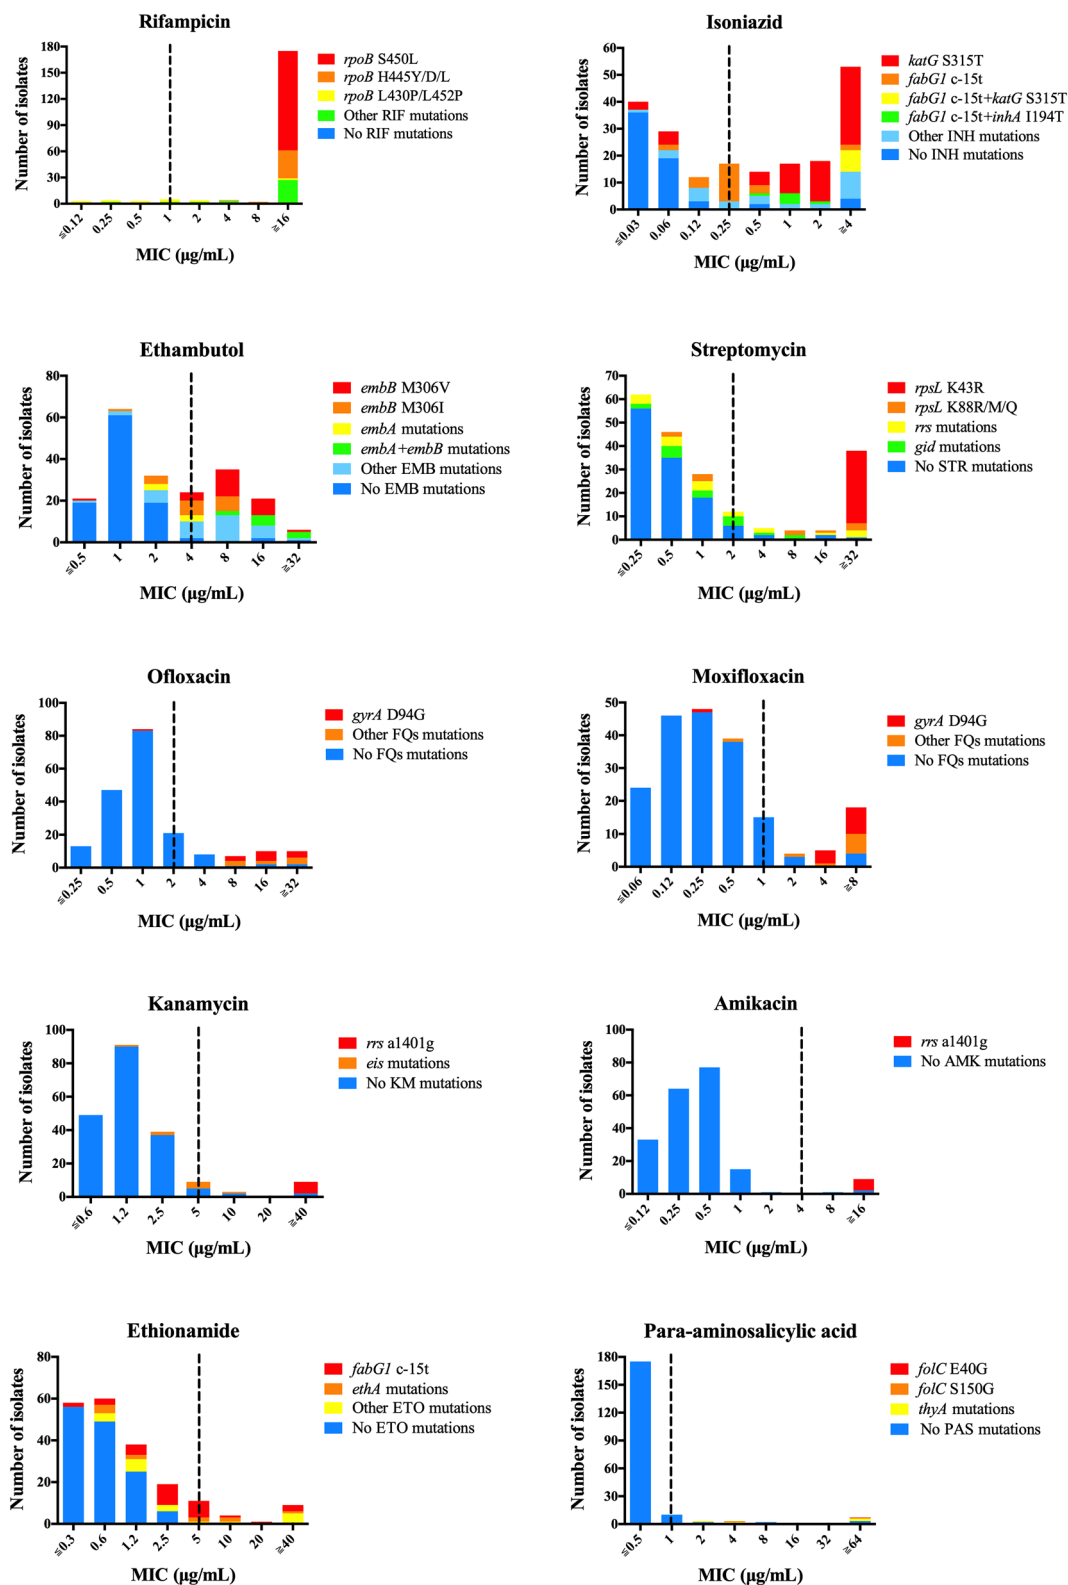 Rifampicin
Number of isolates
180
150
120
90
60
30
0
≦0.12
0.25
0.5
1
2
4
8
≥16
MIC (µg/mL)
rpoB S450L
rpoB H445Y/D/L
rpoB L430P/L452P
Other RIF mutations
No RIF mutations
Isoniazid
Number of isolates
60
50
40
30
20
10
0
≦0.03
0.06
0.12
0.25
0.5
1
2
≥4
MIC (µg/mL)
katG S315T
fabG1 c-15t
fabG1 c-15t+katG S315T
fabG1 c-15t+inhA I194T
Other INH mutations
No INH mutations
Ethambutol
Number of isolates
80
60
40
20
0
≦0.5
1
2
4
8
16
≥32
MIC (µg/mL)
embB M306V
embB M306I
embA mutations
embA+embB mutations
Other EMB mutations
No EMB mutations
Streptomycin
Number of isolates
70
60
50
40
30
20
10
0
≦0.25
0.5
1
2
4
8
16
≥32
MIC (µg/mL)
rpsL K43R
rpsL K88R/M/Q
rrs mutations
gid mutations
No STR mutations
Ofloxacin
Number of isolates
100
80
60
40
20
0
≦0.25
0.5
1
2
4
8
16
≥32
MIC (µg/mL)
gyrA D94G
Other FQs mutations
No FQs mutations
Moxifloxacin
Number of isolates
50
40
30
20
10
0
≦0.06
0.12
0.25
0.5
1
2
4
≥8
MIC (µg/mL)
gyrA D94G
Other FQs mutations
No FQs mutations
Kanamycin
Number of isolates
100
80
60
40
20
0
≦0.6
1.2
2.5
5
10
20
≥40
MIC (µg/mL)
rrs a1401g
eis mutations
No KM mutations
Amikacin
Number of isolates
100
80
60
40
20
0
≦0.12
0.25
0.5
1
2
4
8
≥16
MIC (µg/mL)
rrs a1401g
No AMK mutations
Ethionamide
Number of isolates
80
60
40
20
0
≦0.3
0.6
1.2
2.5
5
10
20
≥40
MIC (µg/mL)
fabG1 c-15t
ethA mutations
Other ETO mutations
No ETO mutations
Para-aminosalicylic acid
Number of isolates
180
150
120
90
60
30
0
≦0.5
1
2
4
8
16
32
≥64
MIC (µg/mL)
folC E40G
folC S150G
thyA mutations
No PAS mutations